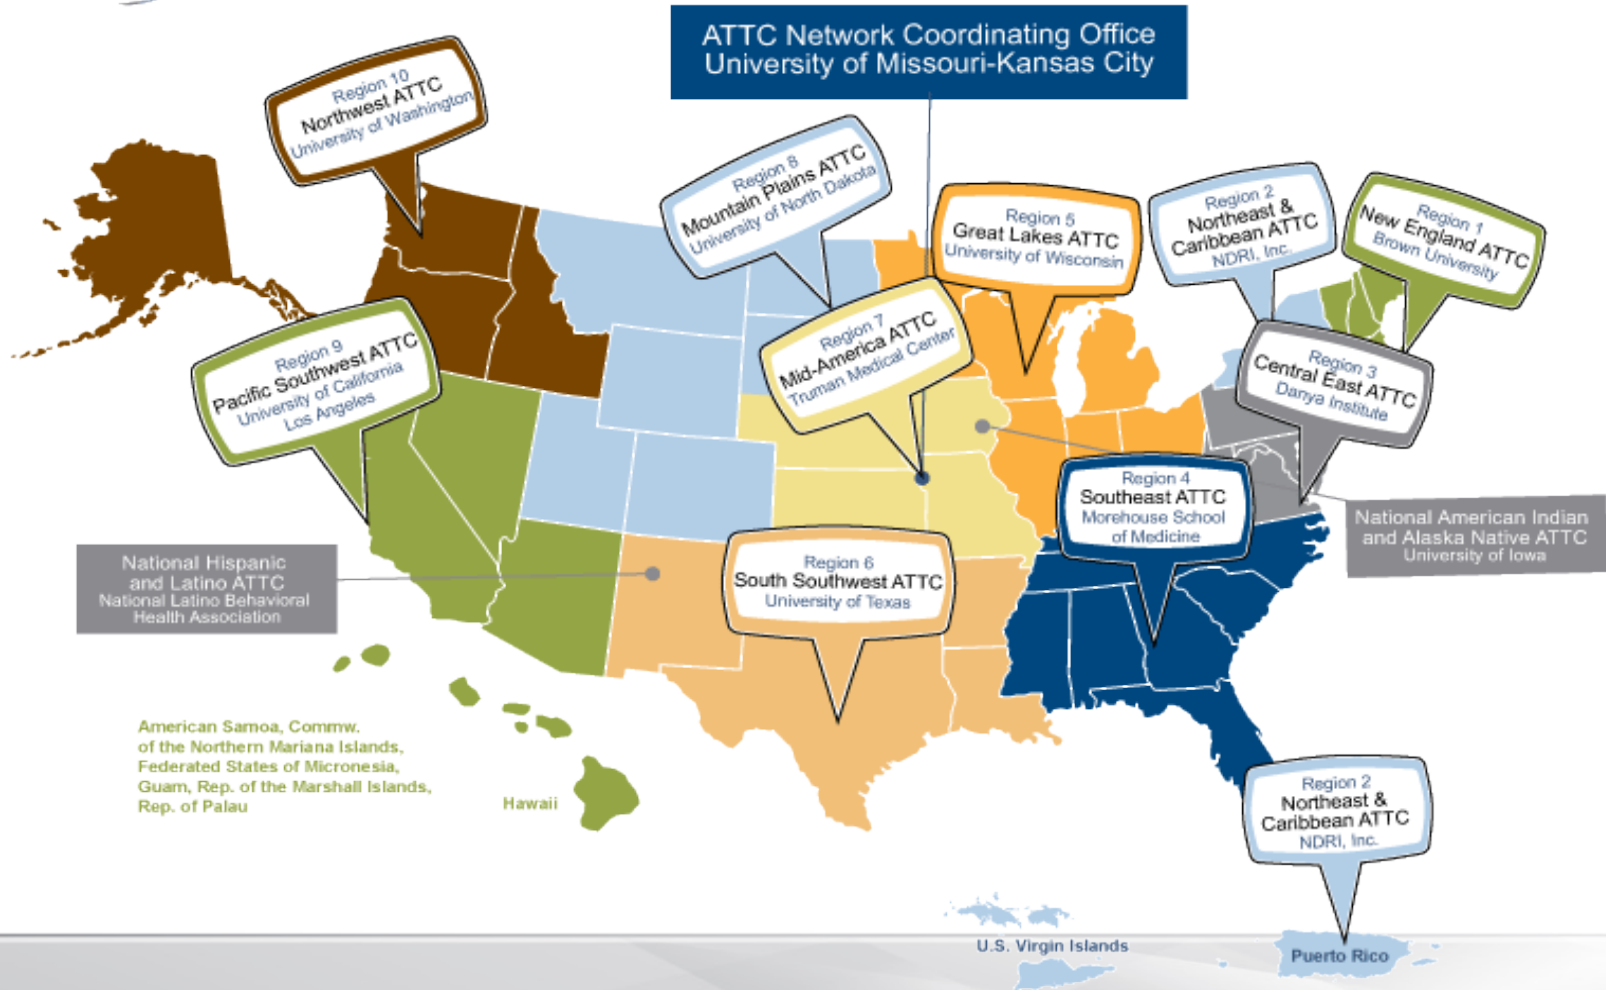 ATTC Network Coordinating Office
University of Missouri-Kansas City
Region 10
Northwest ATTC
University of Washington
Region 8
Mountain Plains ATTC
University of North Dakota
Region 5
Great Lakes ATTC
University of Wisconsin
Region 2
Northeast &
Caribbean ATTC
NDRI, Inc.
Region 1
New England ATTC
Brown University
Region 9
Pacific Southwest ATTC
University of California
Los Angeles
Region 7
Mid-America ATTC
Truman Medical Center
Region 3
Central East ATTC
Danya Institute
Region 4
Southeast ATTC
Morehouse School
of Medicine
National American Indian
and Alaska Native ATTC
University of Iowa
National Hispanic
and Latino ATTC
National Latino Behavioral
Health Association
Region 6
South Southwest ATTC
University of Texas
American Samoa, Commw.
of the Northern Mariana Islands,
Federated States of Micronesia,
Guam, Rep. of the Marshall Islands,
Rep. of Palau
Hawaii
Region 2
Northeast &
Caribbean ATTC
NDRI, Inc.
U.S. Virgin Islands
Puerto Rico